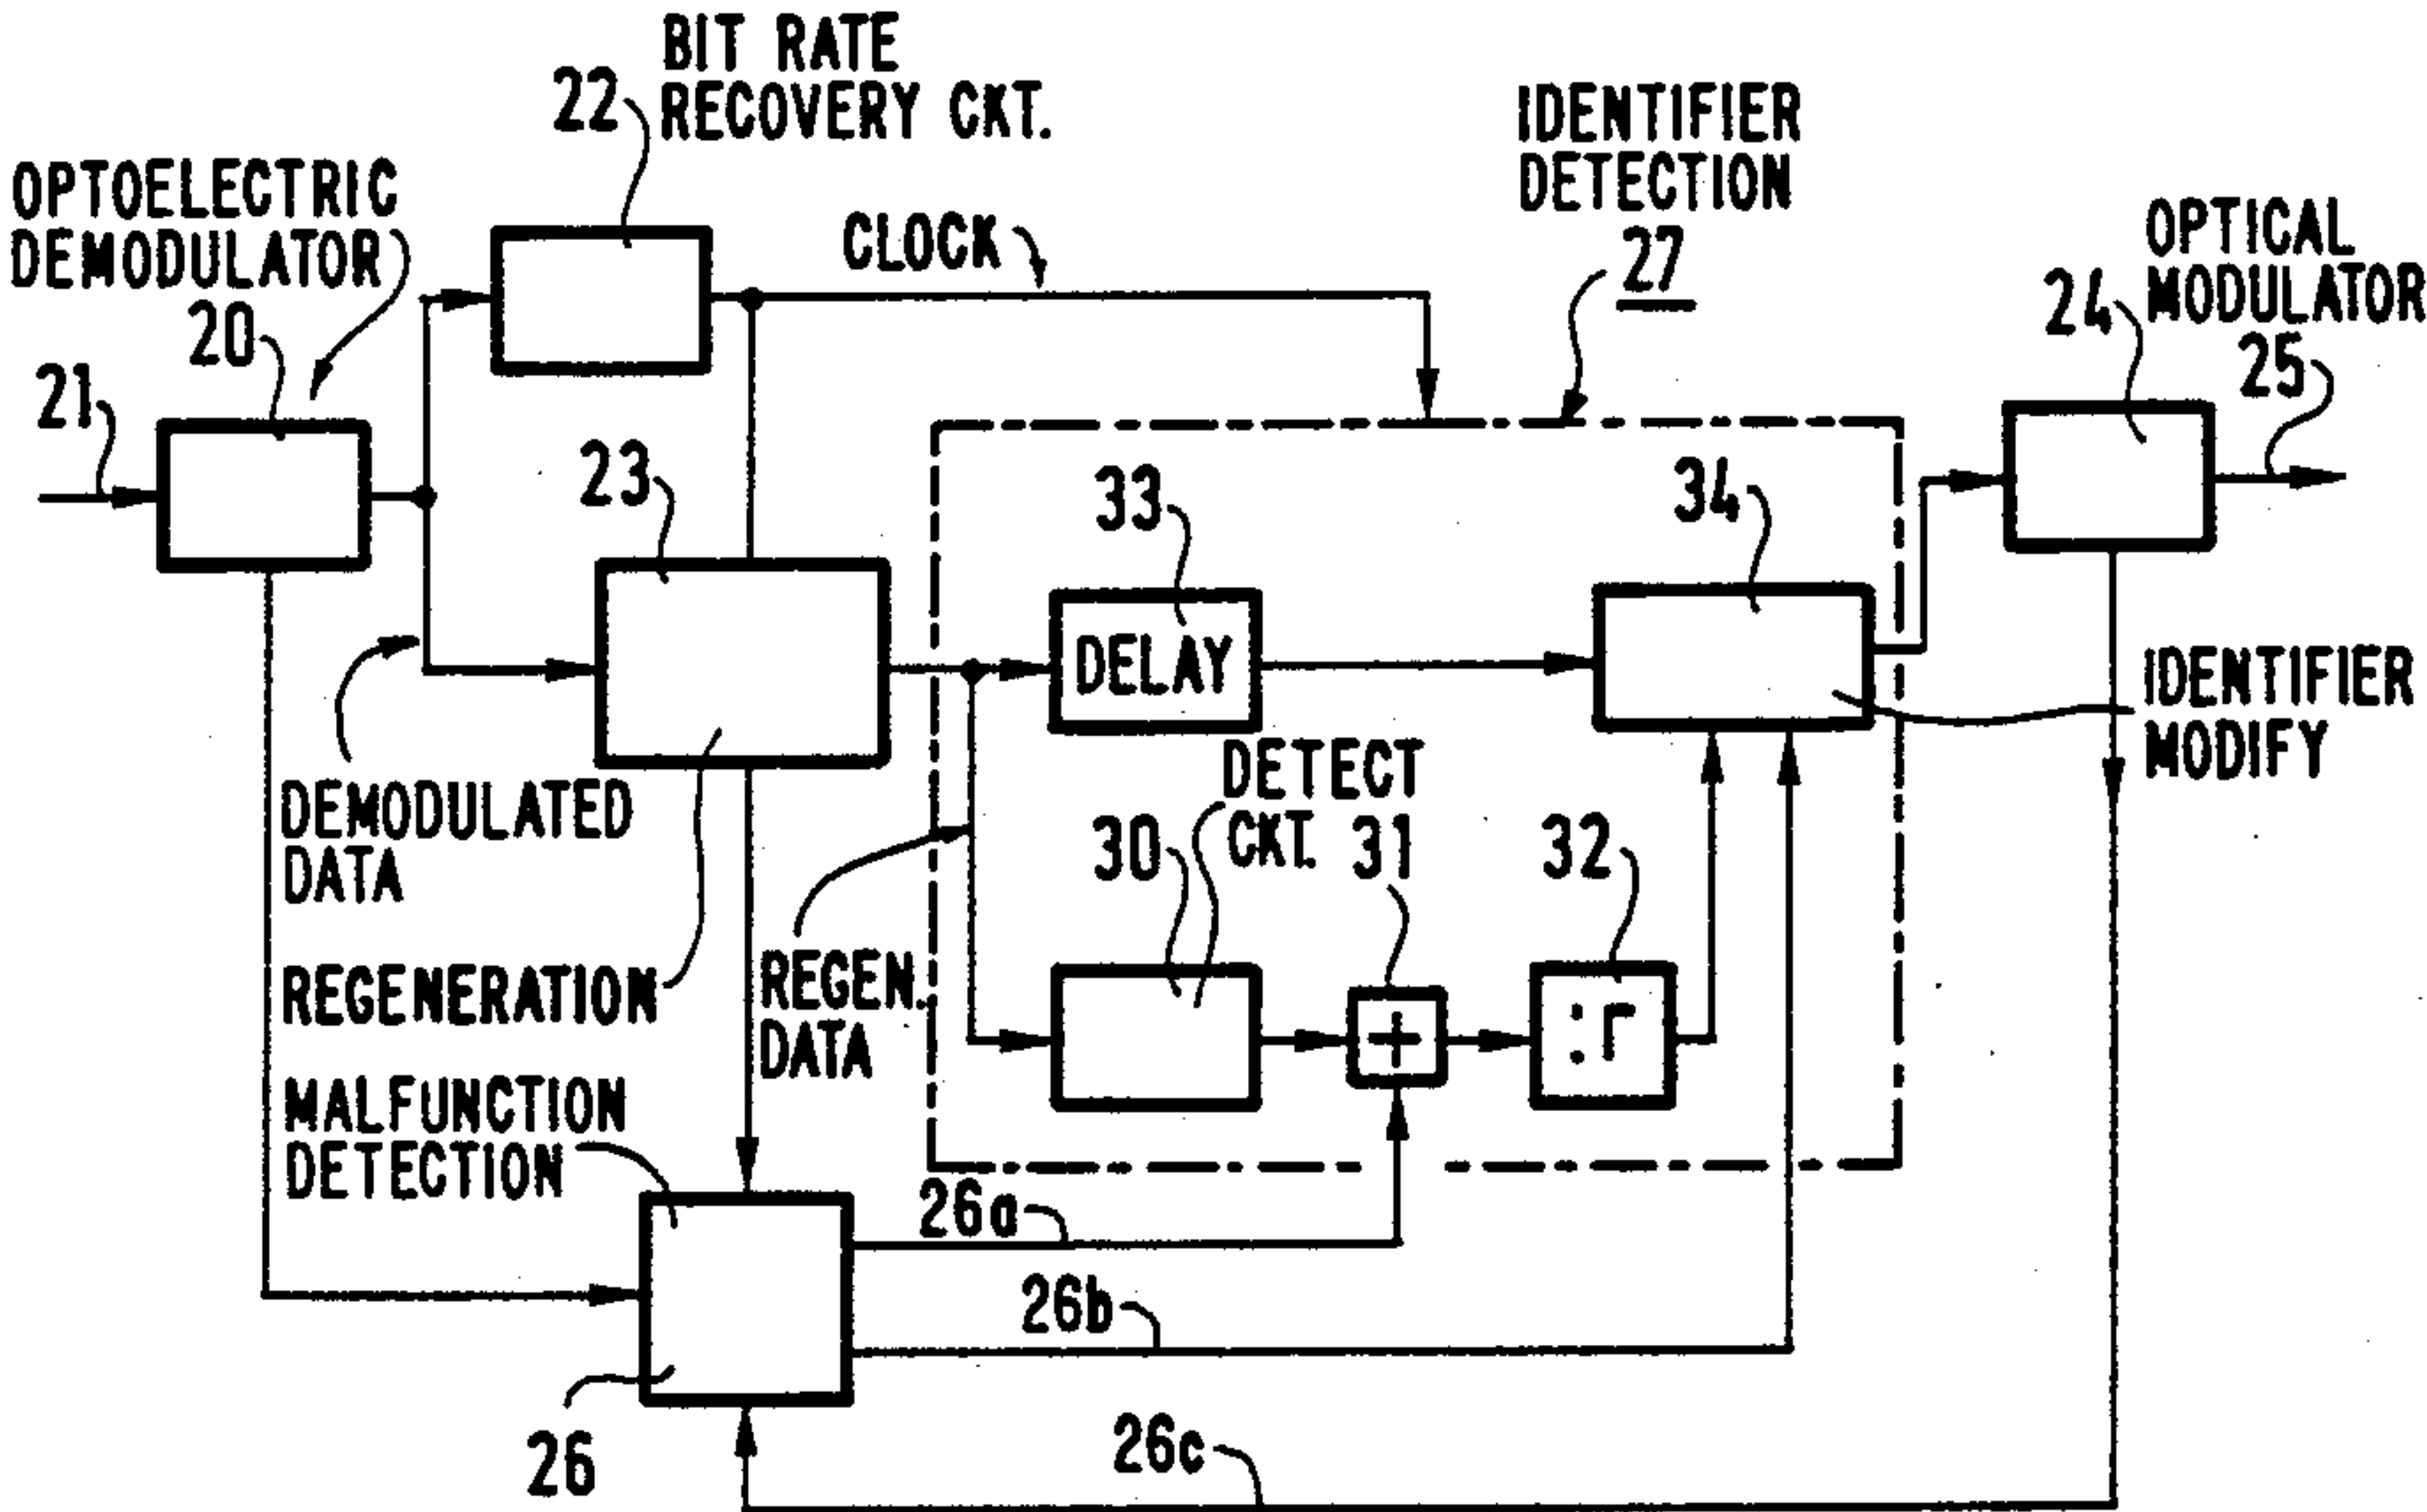 BIT RATE
RECOVERY CKT.
22
IDENTIFIER
DETECTION
27
OPTOELECTRIC
DEMODULATOR
20
CLOCK
OPTICAL
MODULATOR
24
25
21
23
33
34
DELAY
IDENTIFIER
MODIFY
DETECT
CKT.
30
31
32
DEMODULATED
DATA
REGENERATION
REGEN.
DATA
MALFUNCTION
DETECTION
+
26a
26b
26
26c